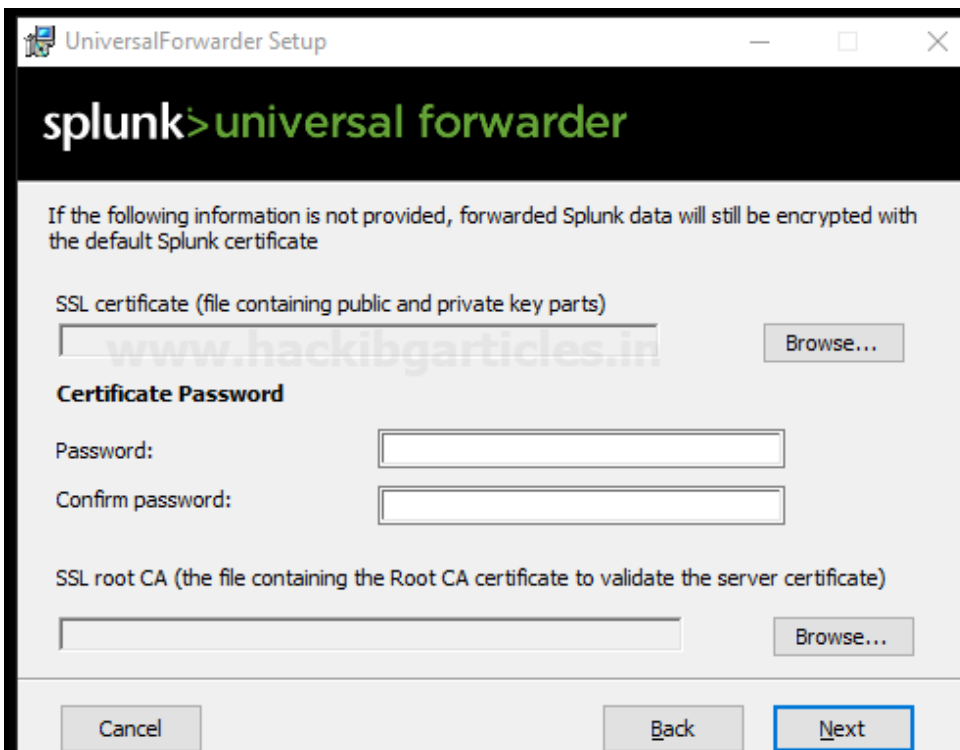 UniversalForwarder Setup
splunk>universal forwarder
If the following information is not provided, forwarded Splunk data will still be encrypted with
the default Splunk certificate
SSL certificate (file containing public and private key parts)
www.hackibgarticles.in
Browse...
Certificate Password
Password:
Confirm password:
SSL root CA (the file containing the Root CA certificate to validate the server certificate)
Browse...
Cancel
Back
Next